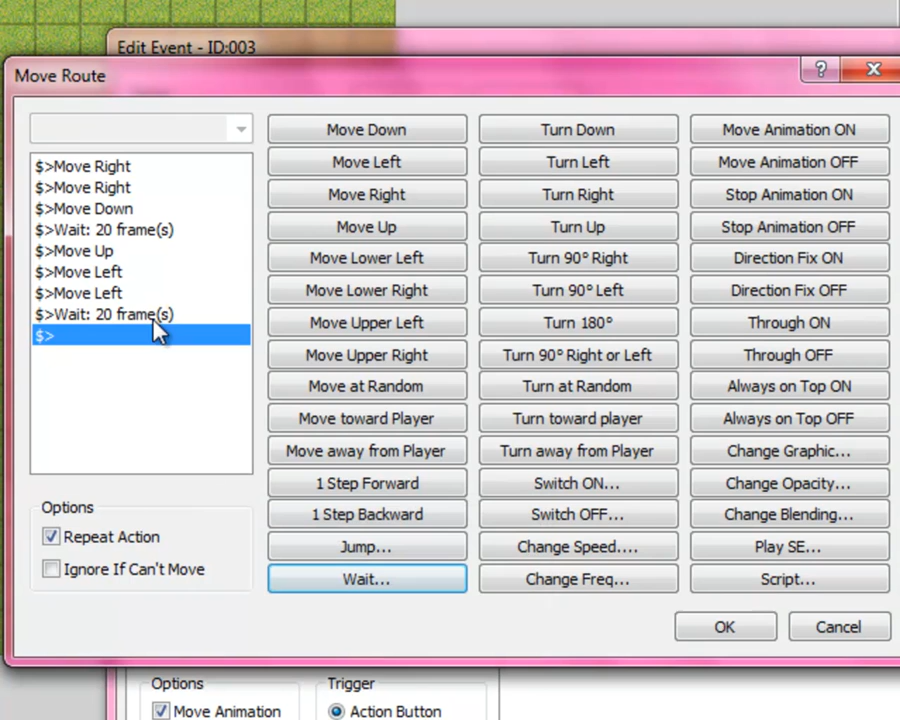 Edit Event - ID:003
Move Route
$>Move Right
$>Move Right
$>Move Down
$>Wait: 20 frame(s)
$>Move Up
$>Move Left
$>Move Left
$>Wait: 20 frame(s)
$>
Options
Repeat Action
Ignore If Can't Move
Move Down
Move Left
Move Right
Move Up
Move Lower Left
Move Lower Right
Move Upper Left
Move Upper Right
Move at Random
Move toward Player
Move away from Player
1 Step Forward
1 Step Backward
Jump...
Wait...
Turn Down
Turn Left
Turn Right
Turn Up
Turn 90° Right
Turn 90° Left
Turn 180°
Turn 90° Right or Left
Turn at Random
Turn toward player
Turn away from Player
Switch ON...
Switch OFF...
Change Speed....
Change Freq...
Move Animation ON
Move Animation OFF
Stop Animation ON
Stop Animation OFF
Direction Fix ON
Direction Fix OFF
Through ON
Through OFF
Always on Top ON
Always on Top OFF
Change Graphic...
Change Opacity...
Change Blending...
Play SE...
Script...
OK
Cancel
Options
Move Animation
Trigger
Action Button